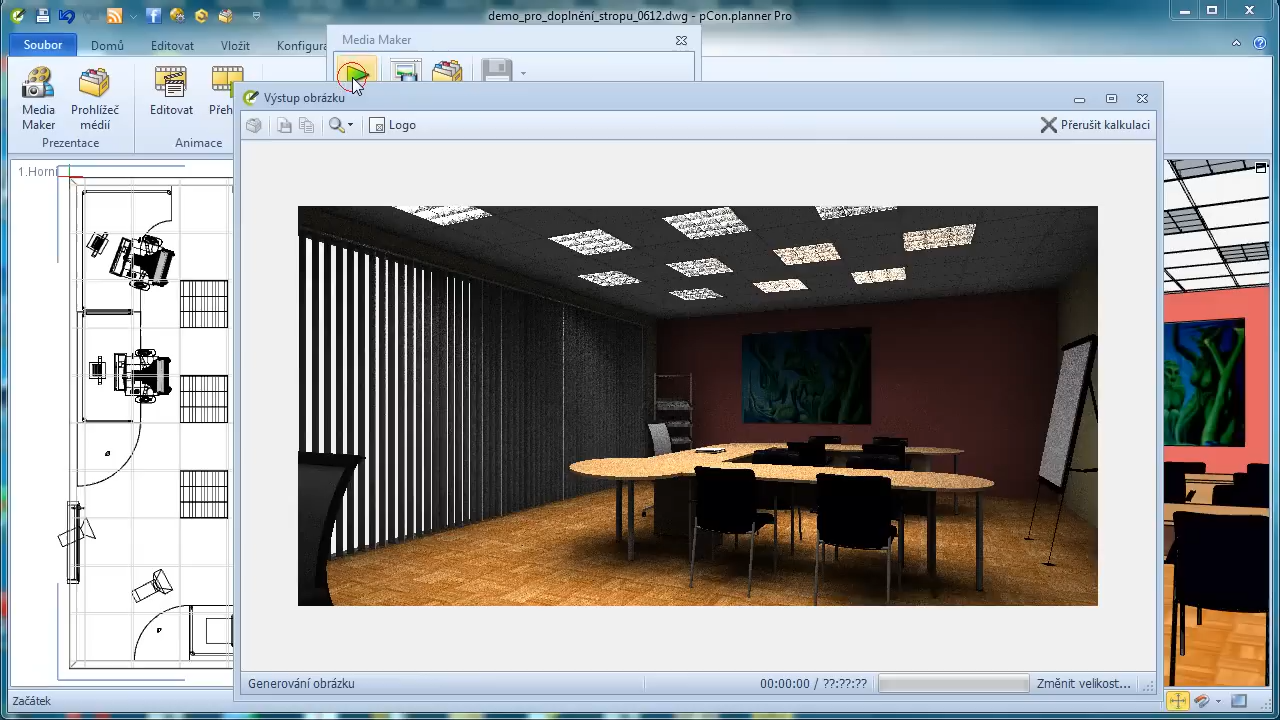 demo_pro_doplnění_stropu_0612.dwg - pCon.planner Pro
Soubor
Domů
Editovat
Vložit
Konfigura
Media Maker
Media
Maker
Prohlížeč
médií
Editovat
Přeh
Prezentace
Animace
Výstup obrázku
Logo
Přerušit kalkulaci
1.Horní
Generování obrázku
00:00:00 / ??:??:??
Změnit velikost...
Začátek